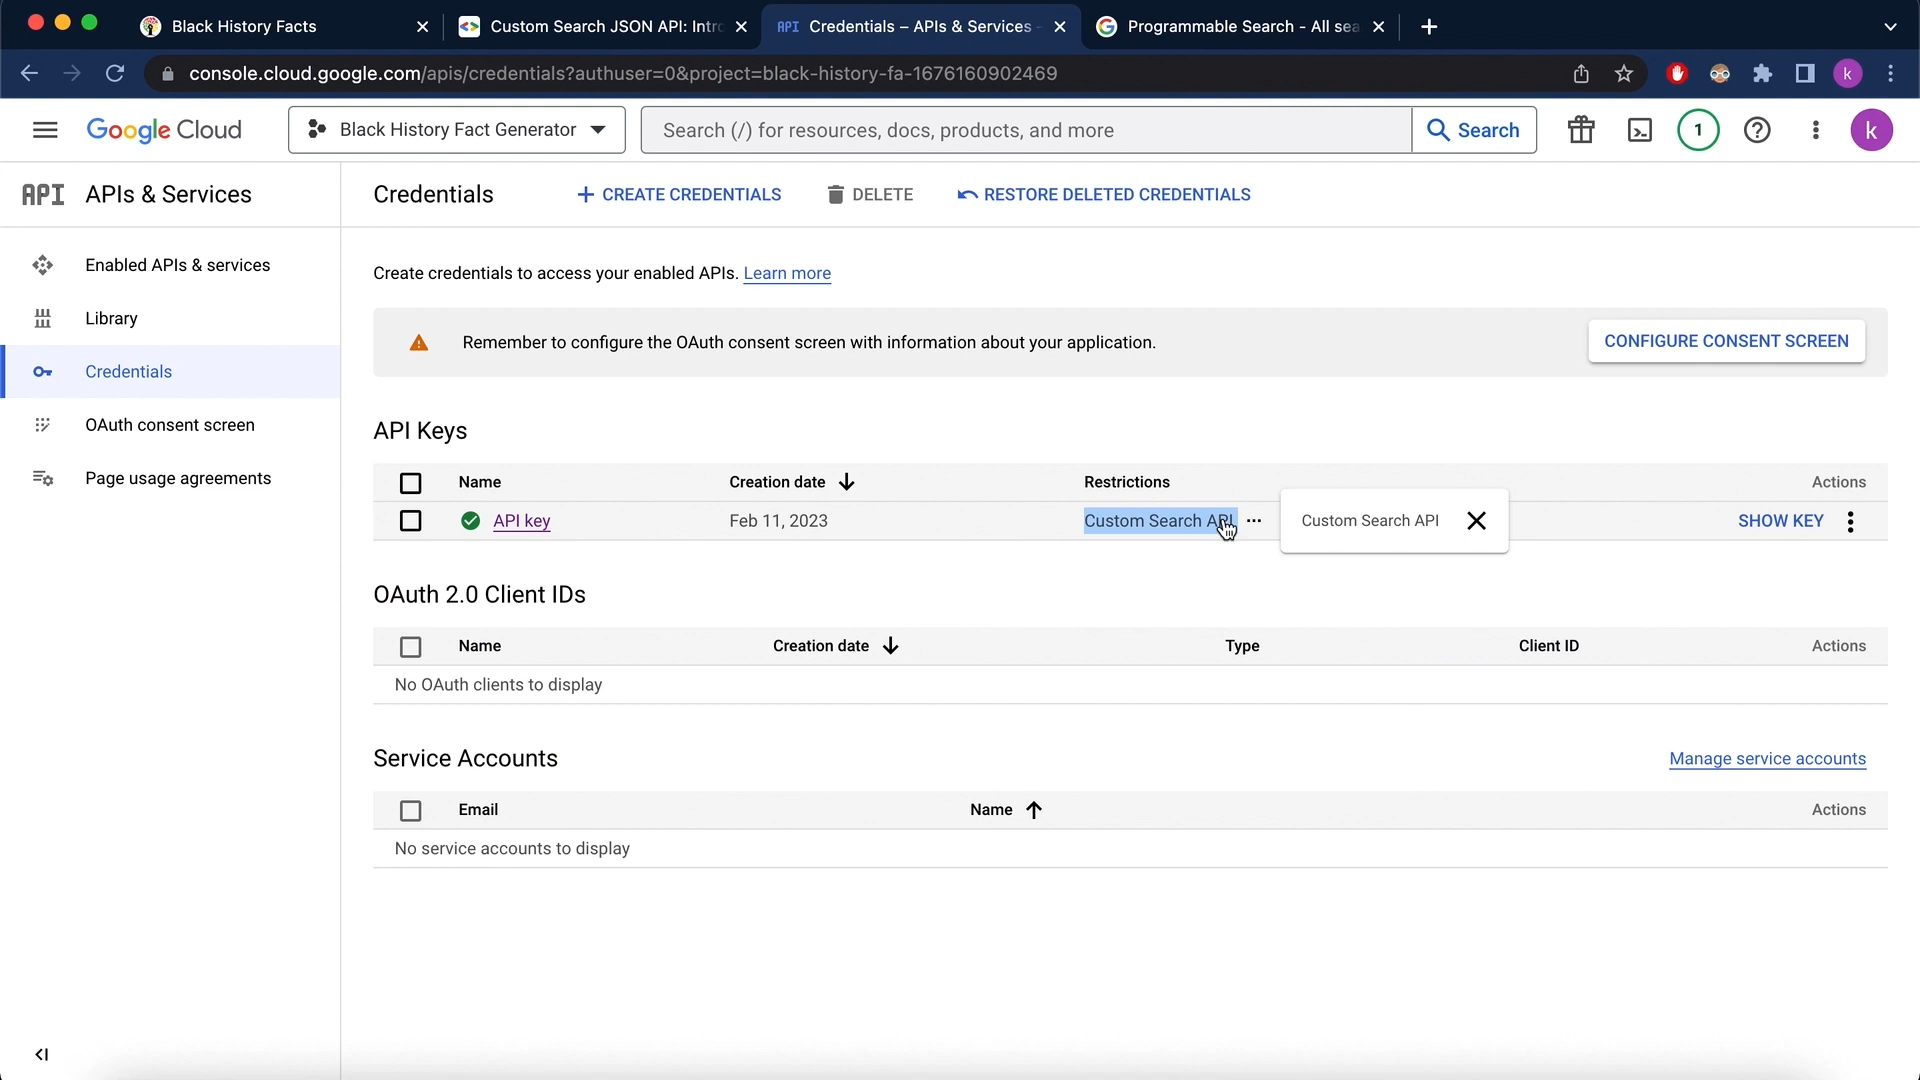 Black History Facts
Custom Search JSON API: Intro
API Credentials – APIs & Services –
Programmable Search - All sea
console.cloud.google.com/apis/credentials?authuser=0&project=black-history-fa-1676160902469
k
Google Cloud
Black History Fact Generator
Search (/) for resources, docs, products, and more
Search
1
k
API APIs & Services
Credentials
+ CREATE CREDENTIALS
DELETE
RESTORE DELETED CREDENTIALS
Enabled APIs & services
Library
Credentials
OAuth consent screen
Page usage agreements
Create credentials to access your enabled APIs. Learn more
Remember to configure the OAuth consent screen with information about your application.
CONFIGURE CONSENT SCREEN
API Keys
Name Creation date Restrictions Actions
API key Feb 11, 2023 Custom Search API ... Custom Search API SHOW KEY
OAuth 2.0 Client IDs
Name Creation date Type Client ID Actions
No OAuth clients to display
Service Accounts
Manage service accounts
Email Name Actions
No service accounts to display